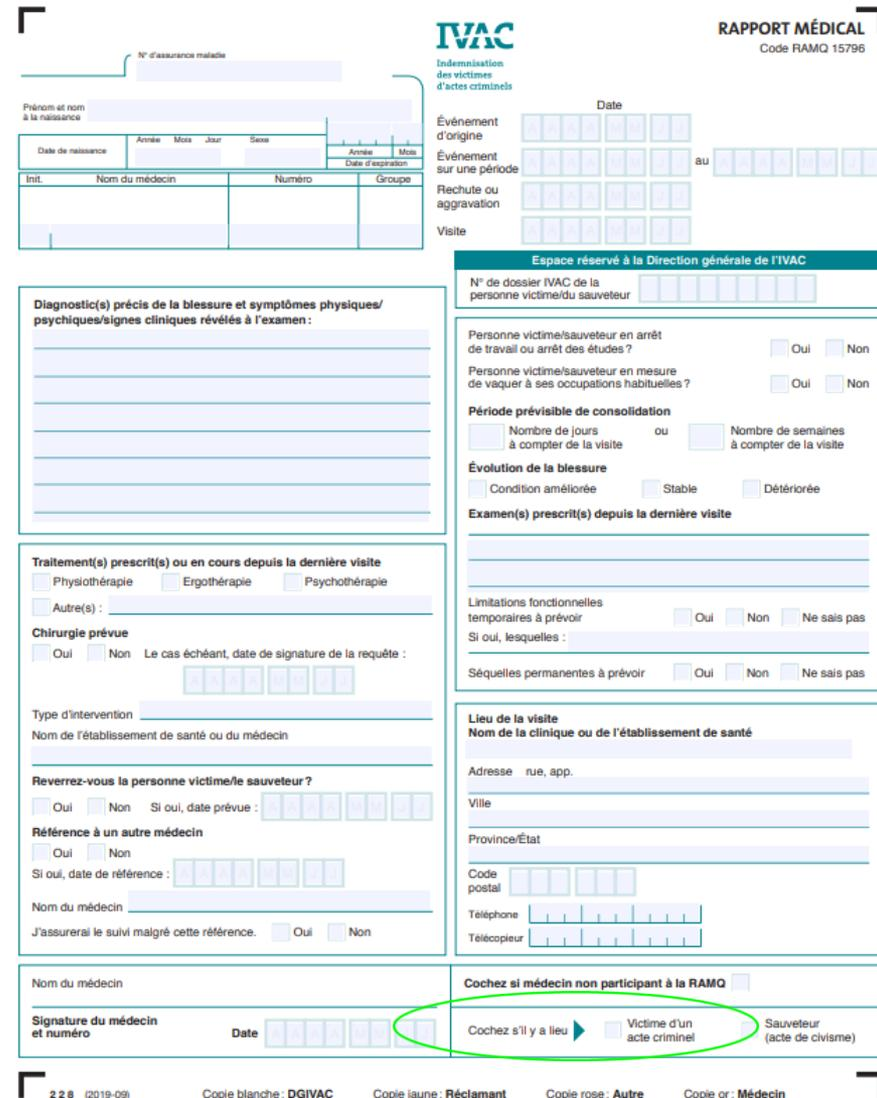 IVAC
Indemnisation
des victimes
d'actes criminels
RAPPORT MÉDICAL
Code RAMQ 15796
N° d'assurance maladie
Prénom et nom
à la naissance
Date de naissance
Année Mois Jour
Sexe
Année Mois
Date d'expiration
Init. Nom du médecin Numéro Groupe
Date
Événement
d'origine
A A A A M M J J
Événement
sur une période
A A A A M M J J au A A A A M M J J
Rechute ou
aggravation
A A A A M M J J
Visite
A A A A M M J J
Espace réservé à la Direction générale de l'IVAC
N° de dossier IVAC de la
personne victime/du sauveteur
Diagnostic(s) précis de la blessure et symptômes physiques/
psychiques/signes cliniques révélés à l'examen :
Traitement(s) prescrit(s) ou en cours depuis la dernière visite
Physiothérapie Ergothérapie Psychothérapie
Autre(s) :
Chirurgie prévue
Oui Non Le cas échéant, date de signature de la requête :
A A A A M M J J
Type d'intervention
Nom de l'établissement de santé ou du médecin
Reverrez-vous la personne victime/le sauveteur ?
Oui Non Si oui, date prévue : A A A A M M J J
Référence à un autre médecin
Oui Non
Si oui, date de référence : A A A A M M J J
Nom du médecin
J'assurerai le suivi malgré cette référence. Oui Non
Personne victime/sauveteur en arrêt
de travail ou arrêt des études ? Oui Non
Personne victime/sauveteur en mesure
de vaquer à ses occupations habituelles ? Oui Non
Période prévisible de consolidation
Nombre de jours
à compter de la visite
ou
Nombre de semaines
à compter de la visite
Évolution de la blessure
Condition améliorée Stable Détériorée
Examen(s) prescrit(s) depuis la dernière visite
Limitations fonctionnelles
temporaires à prévoir Oui Non Ne sais pas
Si oui, lesquelles :
Séquelles permanentes à prévoir Oui Non Ne sais pas
Lieu de la visite
Nom de la clinique ou de l'établissement de santé
Adresse rue, app.
Ville
Province/État
Code
postal
Téléphone
Télécopieur
Nom du médecin
Signature du médecin
et numéro
Date A A A A M M J J
Cochez si médecin non participant à la RAMQ
Cochez s'il y a lieu
Victime d'un
acte criminel
Sauveteur
(acte de civisme)
228 (2019-09) Copie blanche : DGIVAC Copie jaune : Réclamant Copie rose : Autre Copie or : Médecin